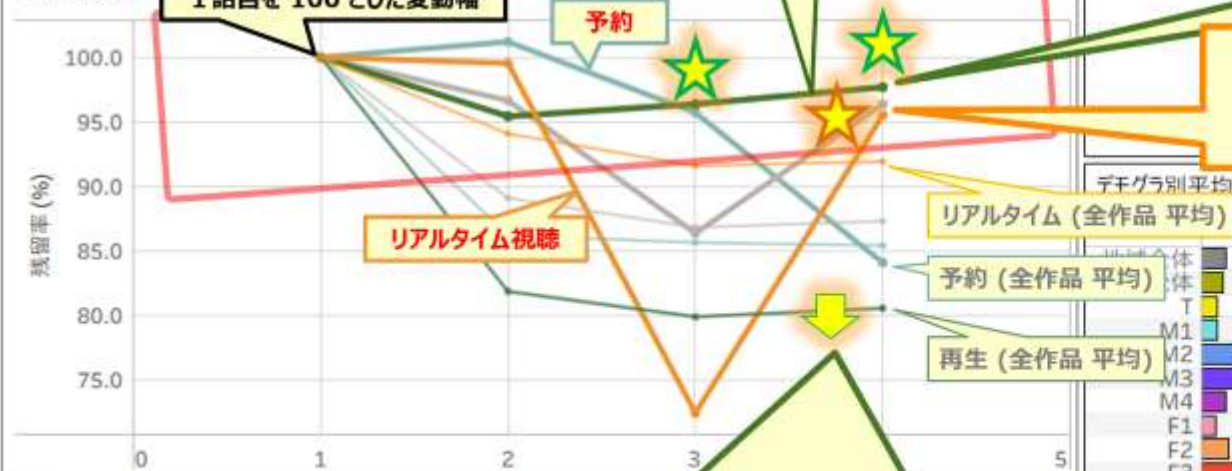 1話目を 100 とした変動幅
予約
100.0
95.0
90.0
85.0
80.0
75.0
残留率 (%)
リアルタイム視聴
デモグラ別平均
リアルタイム (全作品 平均)
予約 (全作品 平均)
再生 (全作品 平均)
体
体
T
M1
M2
M3
M4
F1
F2
0
1
2
3
5